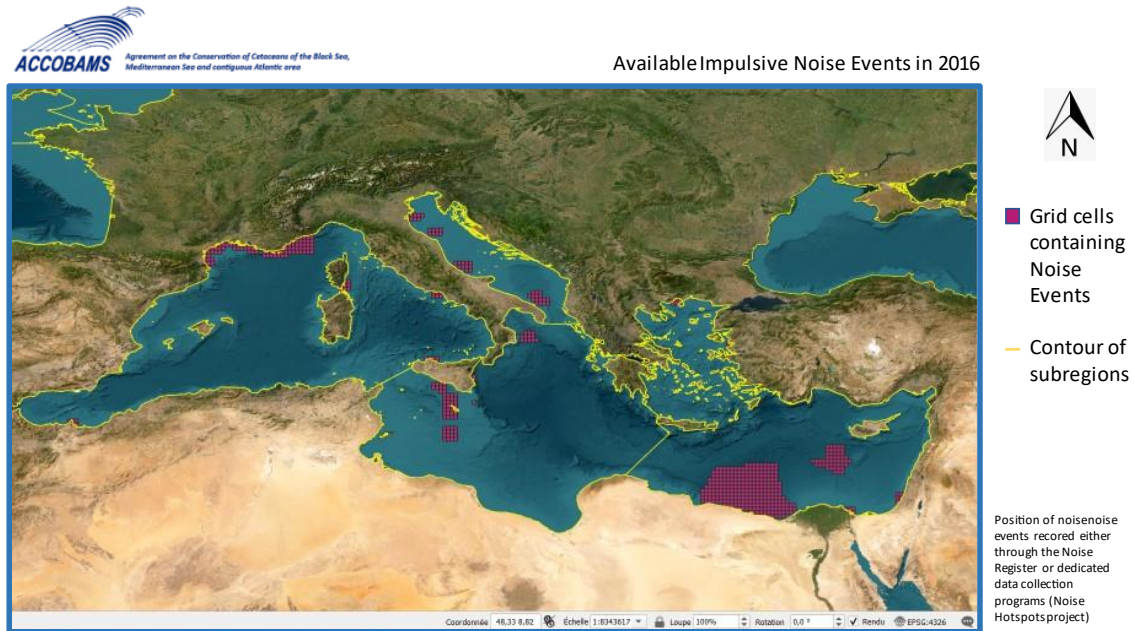 ACCOBAMS
Agreement on the Conservation of Cetaceans of the Black Sea,
Mediterranean Sea and contiguous Atlantic area
Available Impulsive Noise Events in 2016
N
Grid cells
containing
Noise
Events
Contour of
subregions
Position of noisenoise
events recored either
through the Noise
Register or dedicated
data collection
programs (Noise
Hotspots project)
Coordonnée 48,33 8,82 Échelle 1:8343617 Loupe 100% Rotation 0,0 ° Rendu EPSG:4326